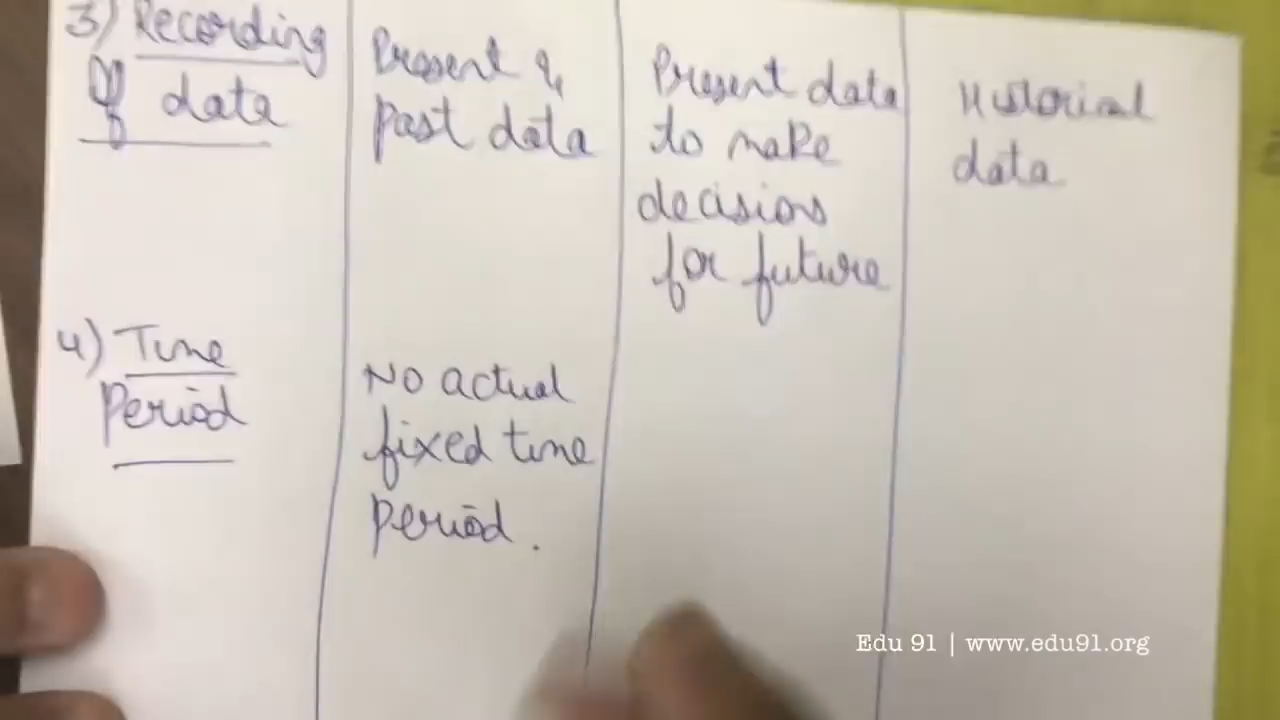 3) Recording
of data
Present &
Past data
Present data
to make
decisions
for future
Historical
data
4) Time
Period
No actual
fixed time
Period.
Edu 91 | www.edu91.org